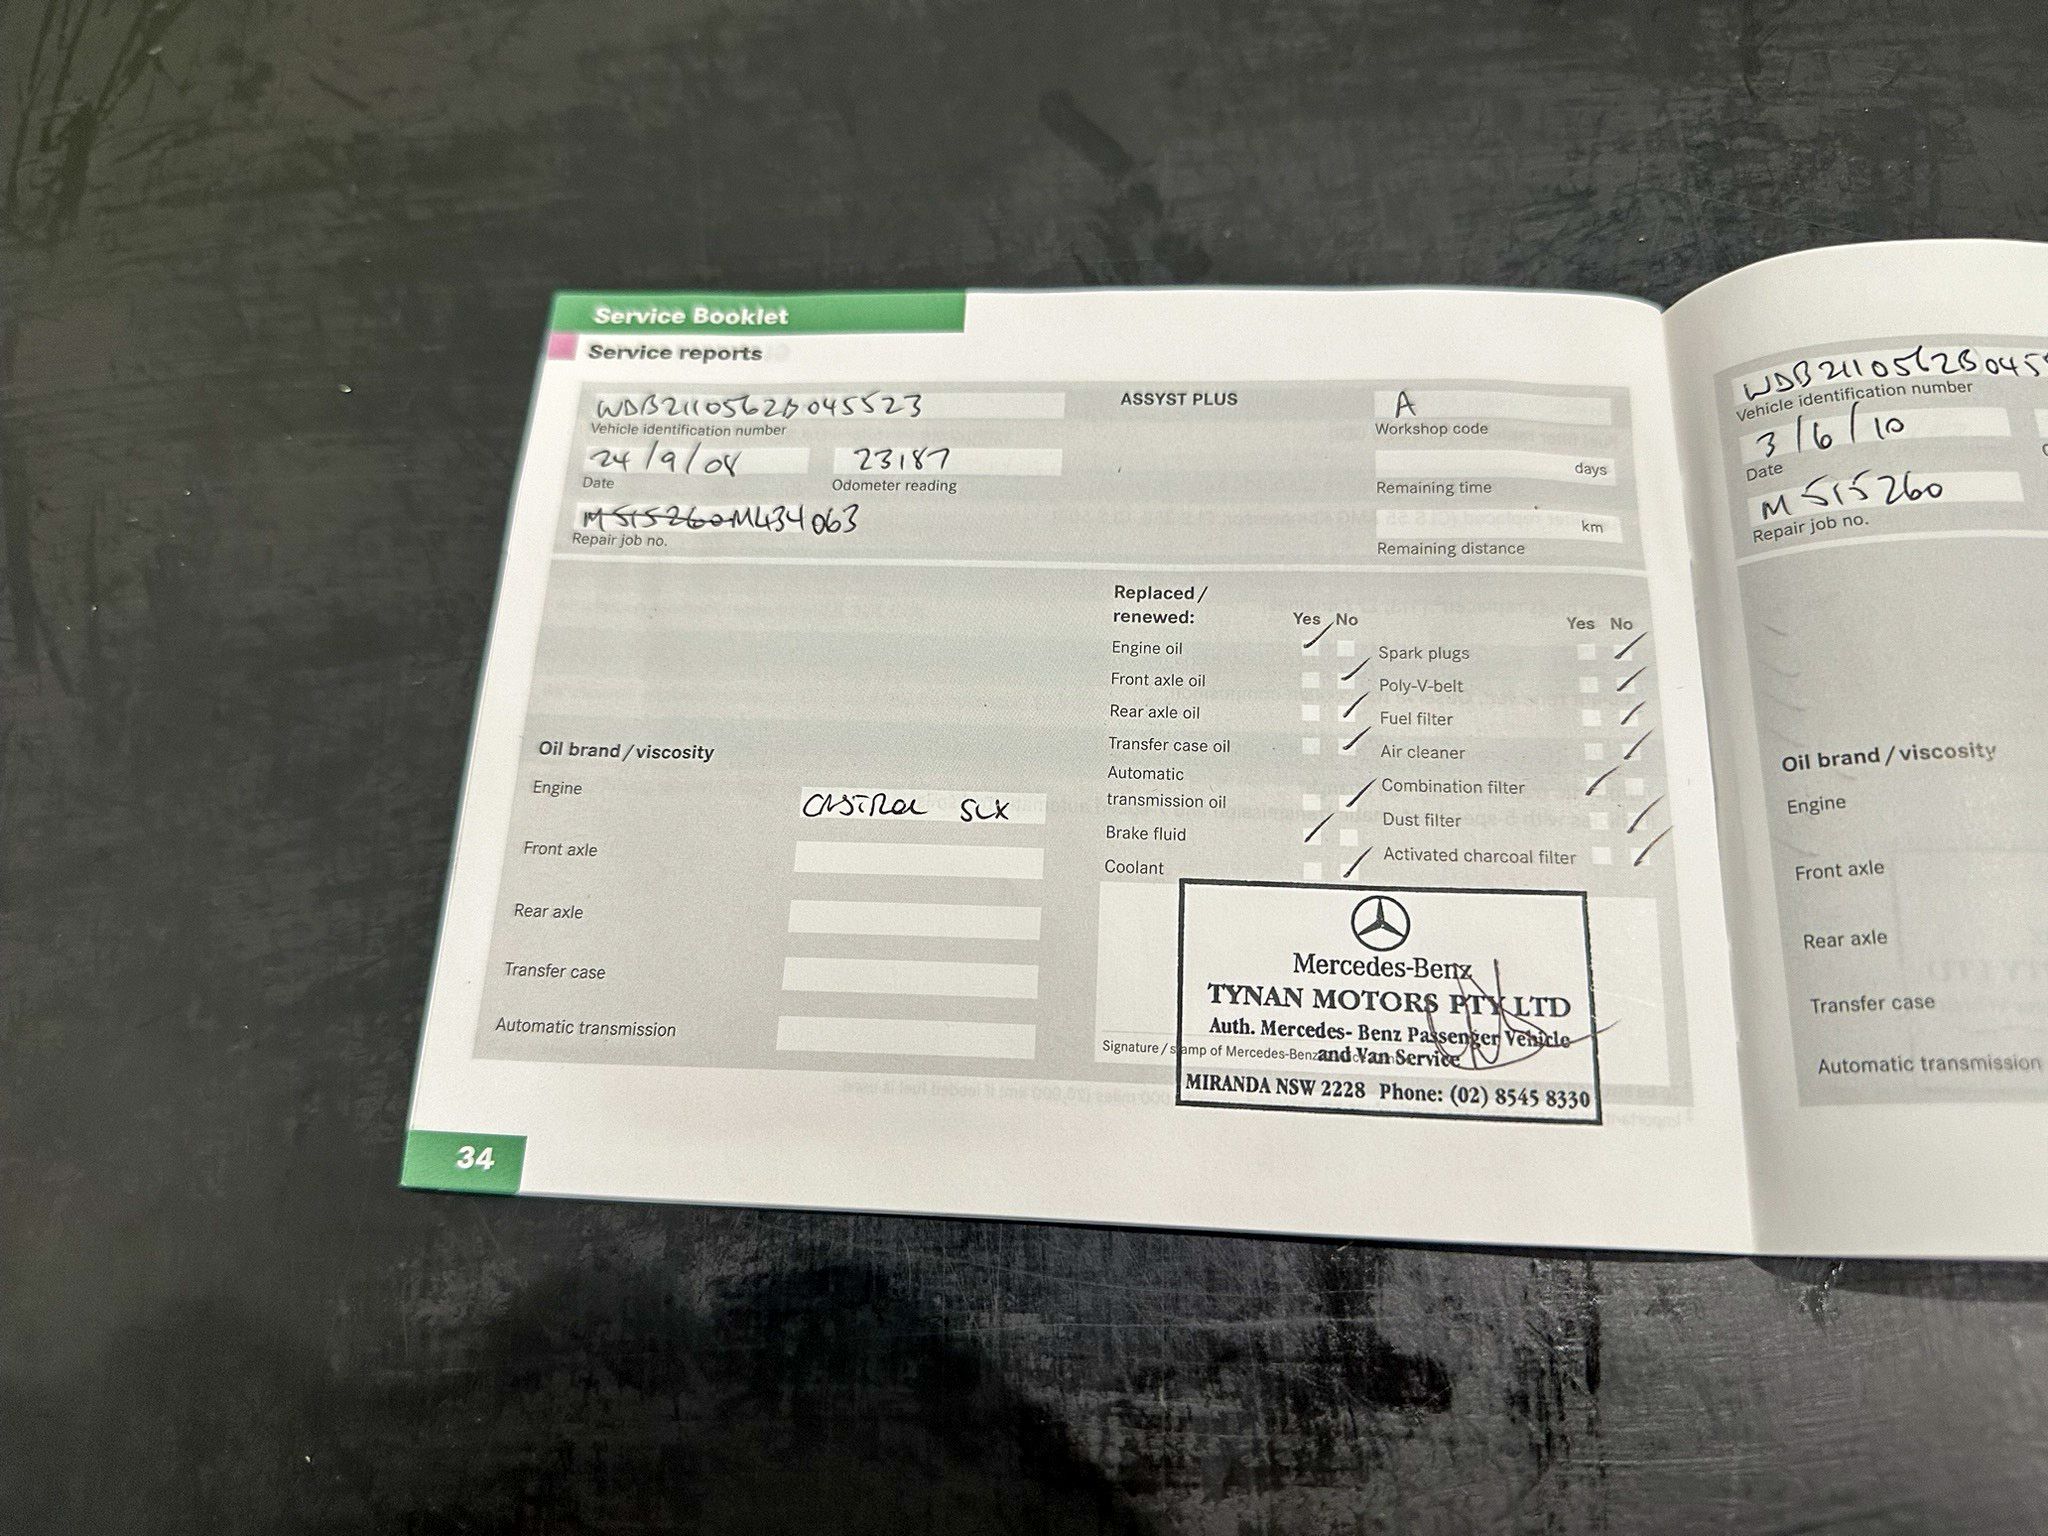 Service Booklet
Service reports
WDB2110562B045523
Vehicle identification number
24/9/08
Date
23187
Odometer reading
M515260 M434063
Repair job no.
ASSYST PLUS
A
Workshop code
days
Remaining time
km
Remaining distance
Oil brand / viscosity
Engine
CASTROL SLX
Front axle
Rear axle
Transfer case
Automatic transmission
Replaced /
renewed:
Yes No
Engine oil
Front axle oil
Rear axle oil
Transfer case oil
Automatic
transmission oil
Brake fluid
Coolant
Yes No
Spark plugs
Poly-V-belt
Fuel filter
Air cleaner
Combination filter
Dust filter
Activated charcoal filter
Mercedes-Benz
TYNAN MOTORS PTY LTD
Auth. Mercedes- Benz Passenger Vehicle
and Van Service
MIRANDA NSW 2228 Phone: (02) 8545 8330
Signature / stamp of Mercedes-Benz
34
WDB2110562B045
Vehicle identification number
3/6/10
Date
M515260
Repair job no.
Oil brand / viscosity
Engine
Front axle
Rear axle
Transfer case
Automatic transmission